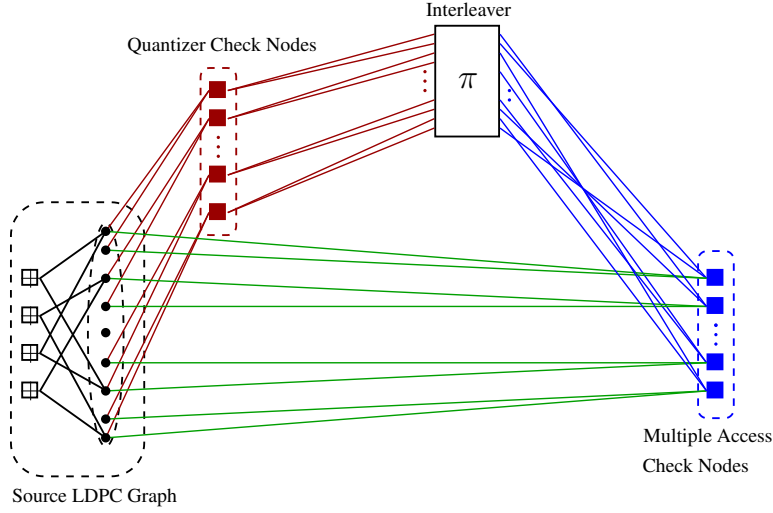 Interleaver
Quantizer Check Nodes
π
Multiple Access
Check Nodes
Source LDPC Graph